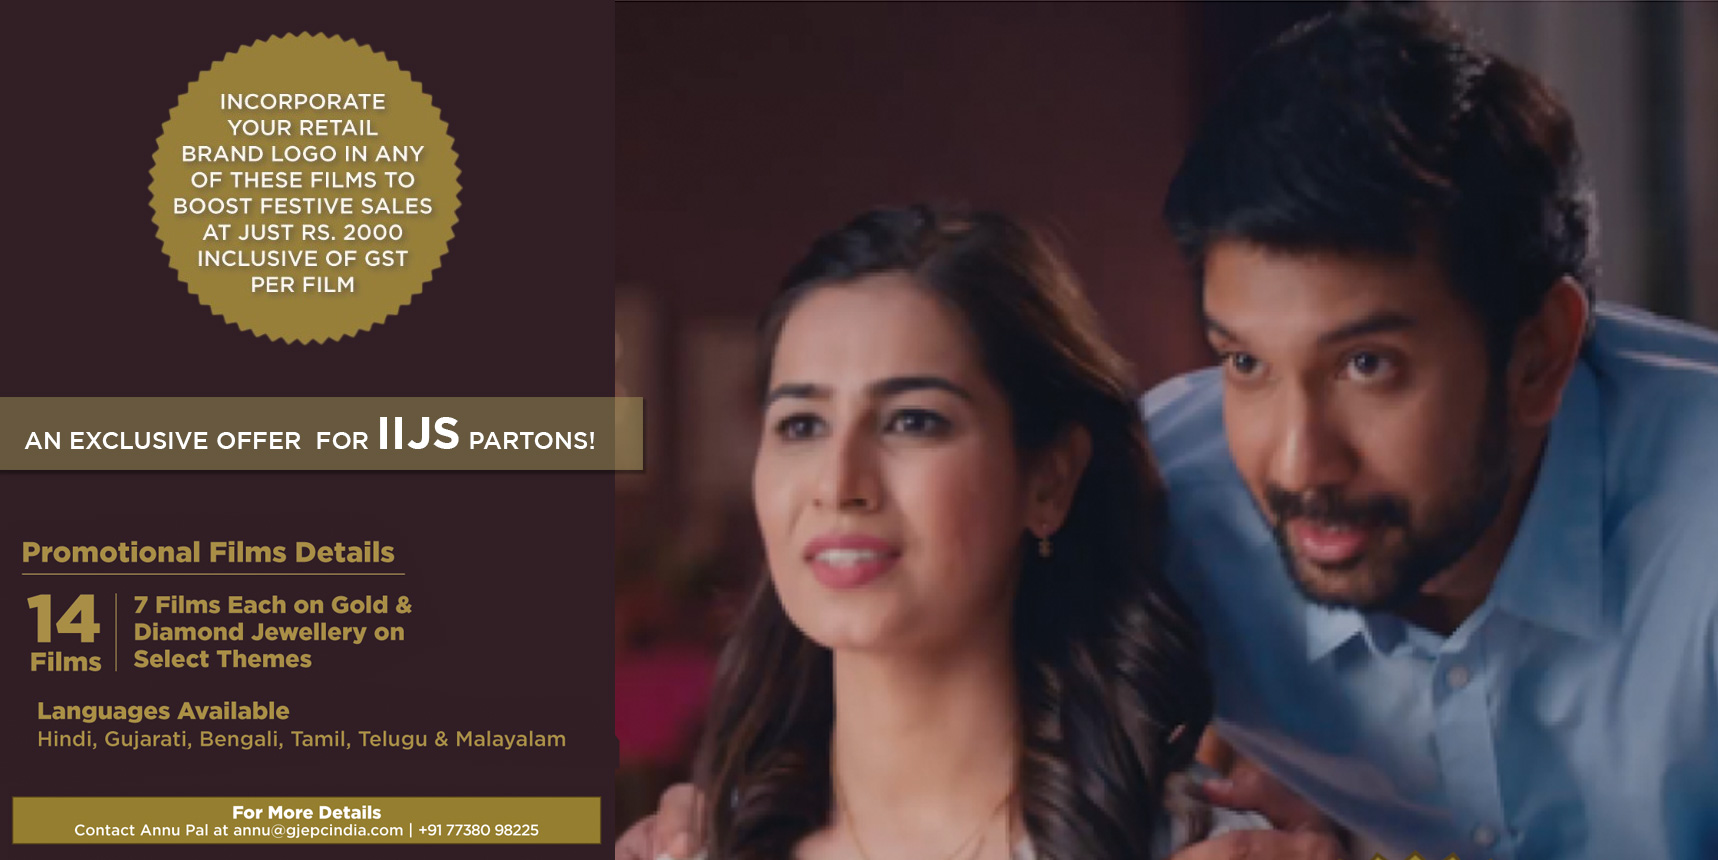 INCORPORATE
YOUR RETAIL
BRAND LOGO IN ANY
OF THESE FILMS TO
BOOST FESTIVE SALES
AT JUST RS. 2000
INCLUSIVE OF GST
PER FILM
AN EXCLUSIVE OFFER FOR IIJS PARTONS!
Promotional Films Details
14
Films
7 Films Each on Gold &
Diamond Jewellery on
Select Themes
Languages Available
Hindi, Gujarati, Bengali, Tamil, Telugu & Malayalam
For More Details
Contact Annu Pal at annu@gjepcindia.com | +91 77380 98225